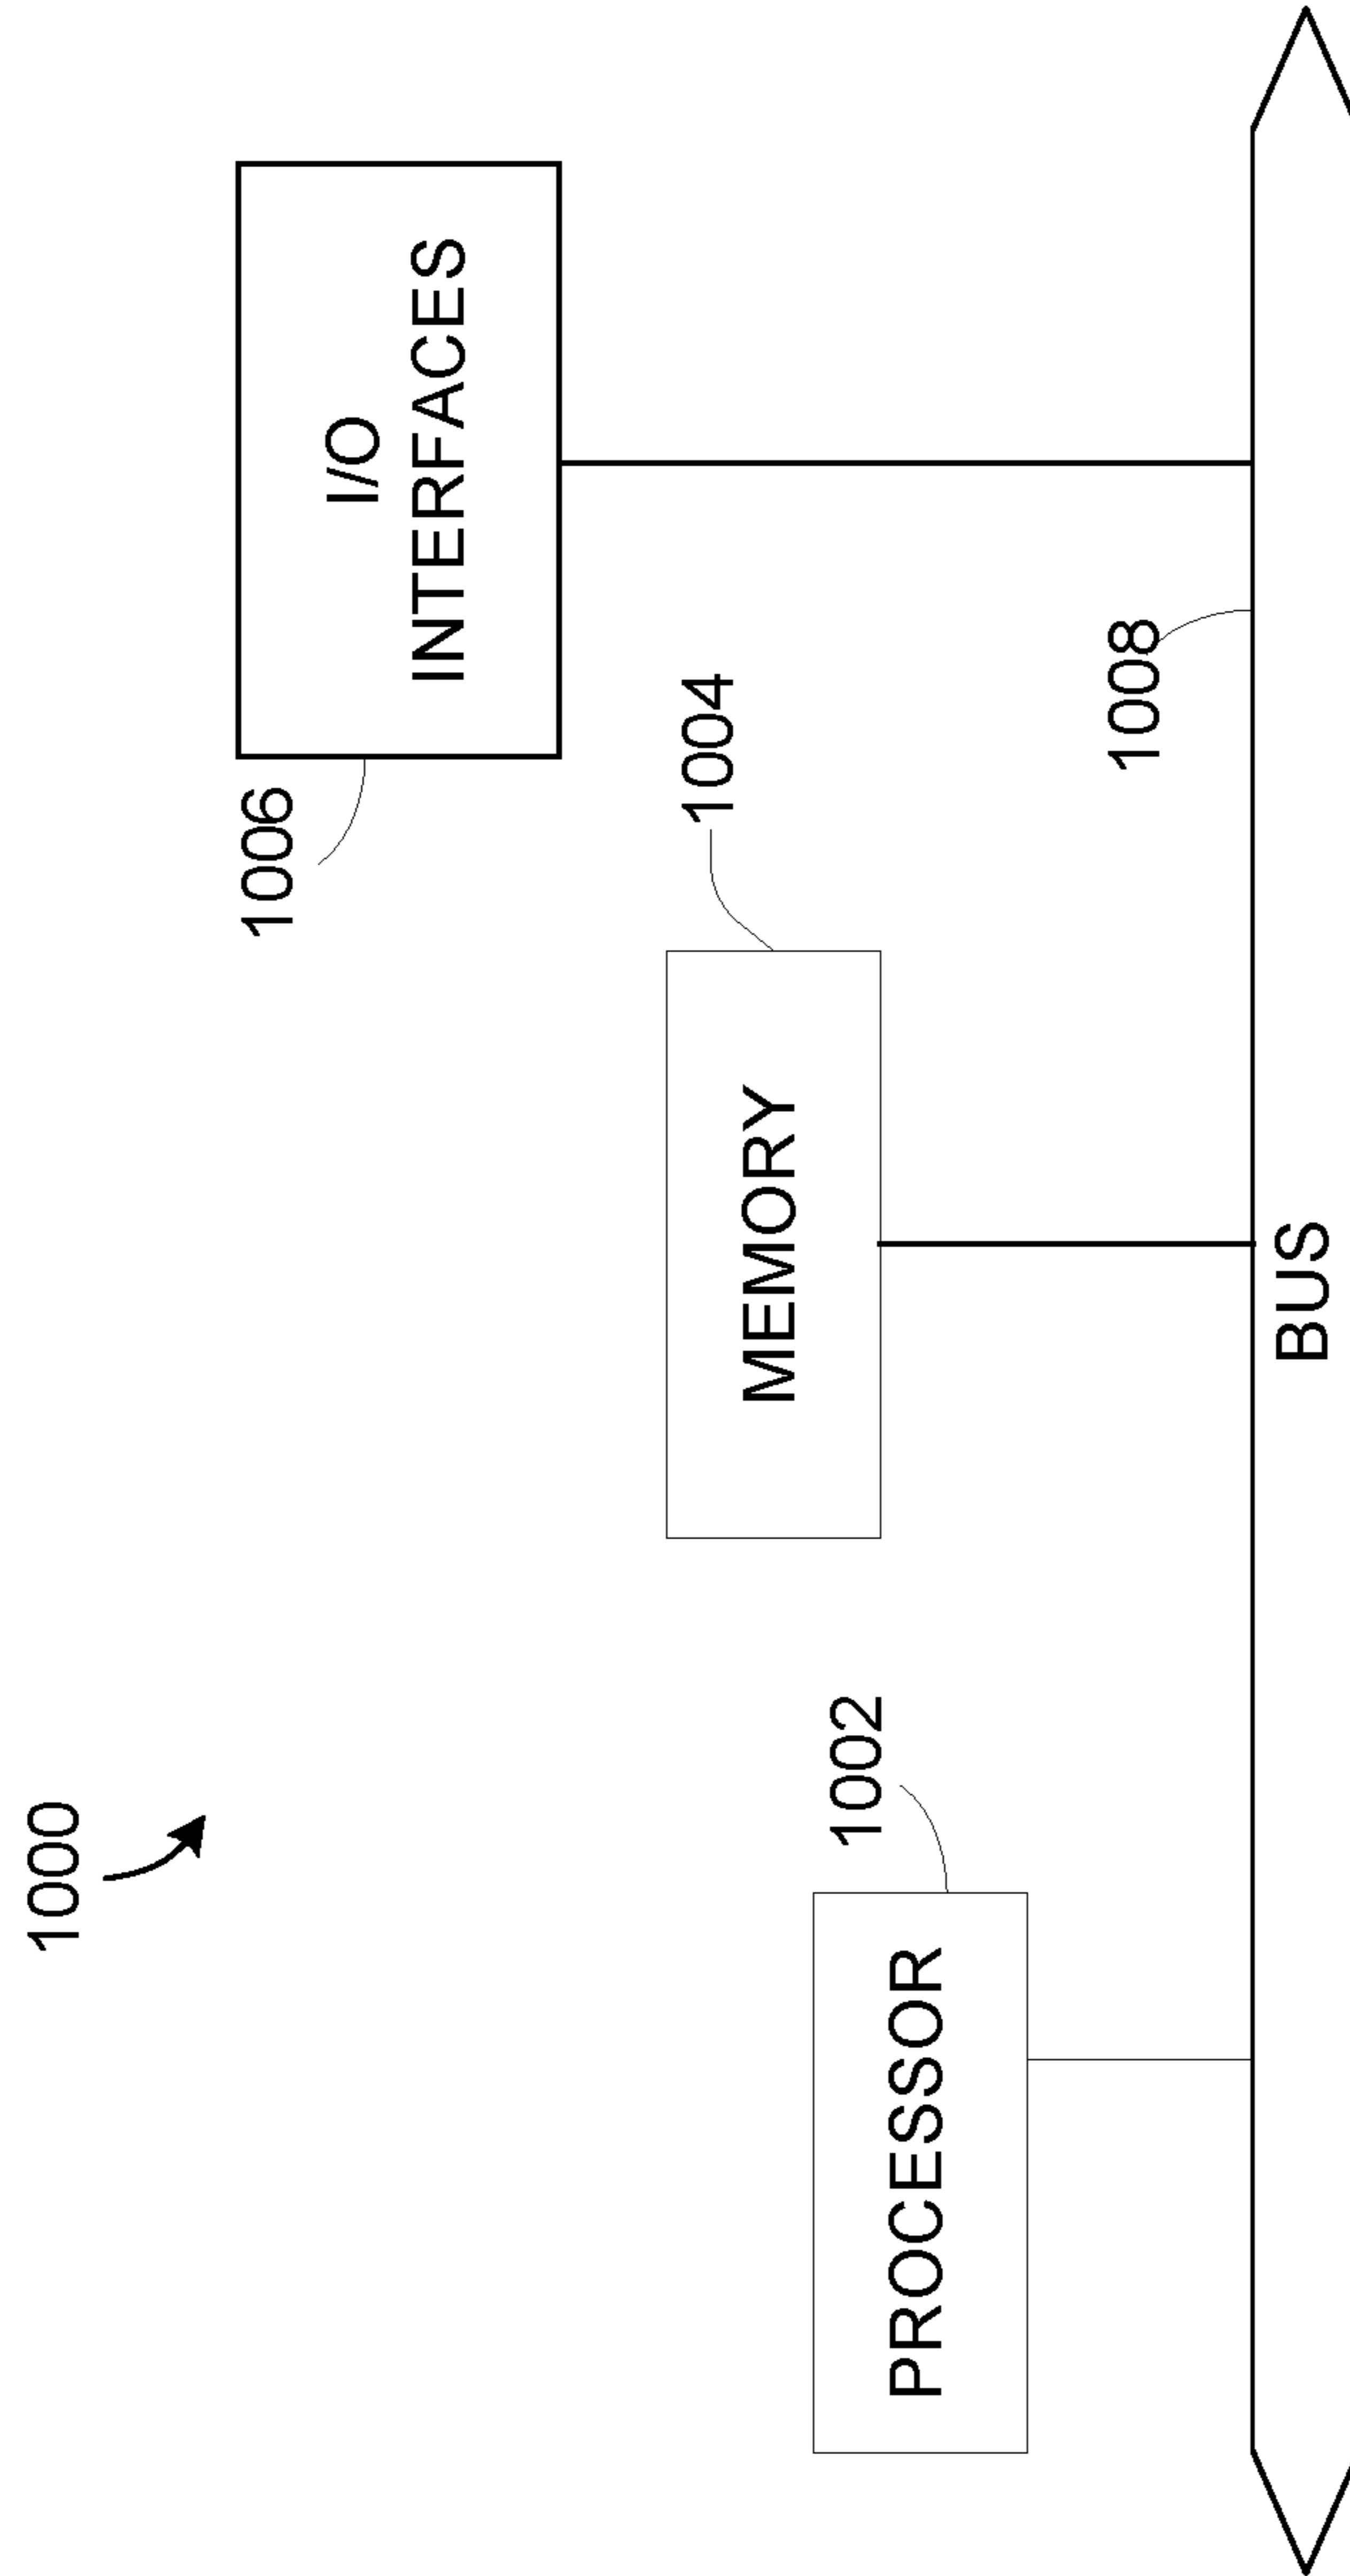 1000
I/O
INTERFACES
1006
1004
MEMORY
1002
PROCESSOR
1008
BUS